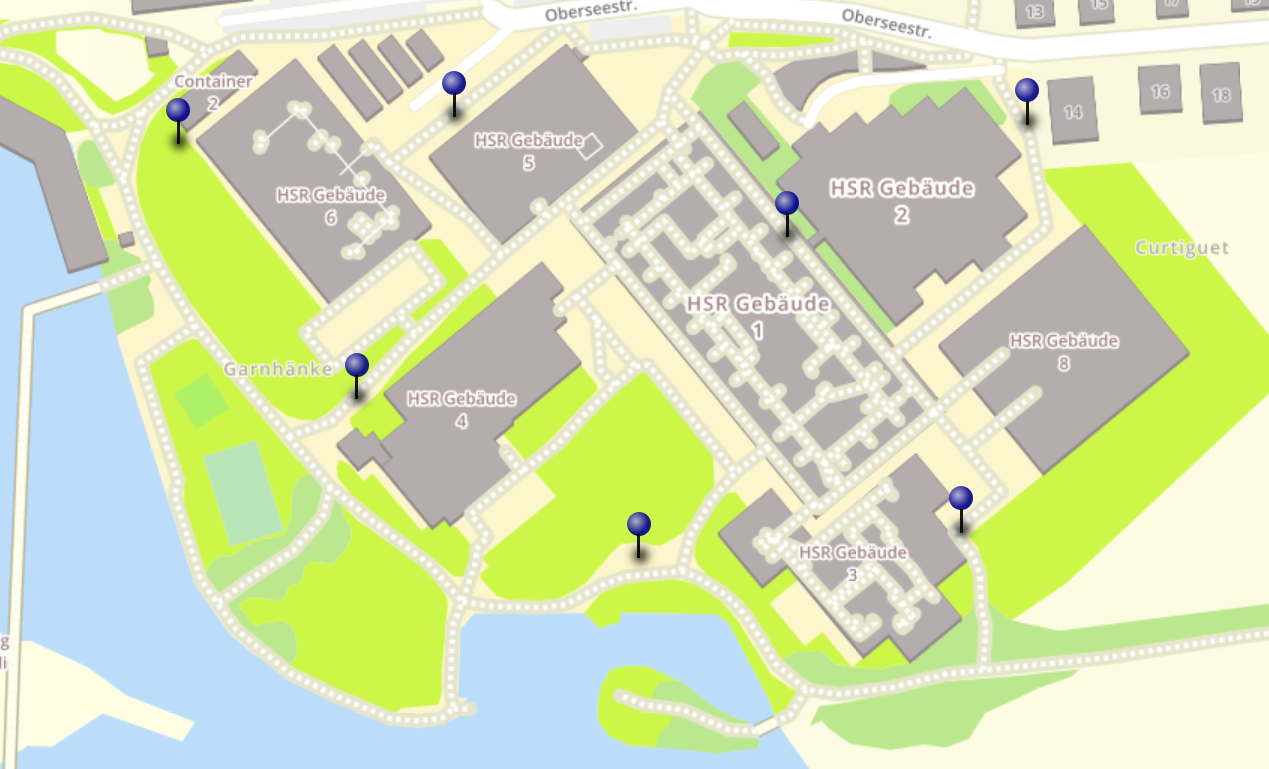 Oberseestr.
Oberseestr.
13
15
17
Container
2
14
16
18
HSR Gebäude
5
HSR Gebäude
6
HSR Gebäude
2
Curtiguet
HSR Gebäude
1
HSR Gebäude
8
Garnhänke
HSR Gebäude
4
HSR Gebäude
3
g
li